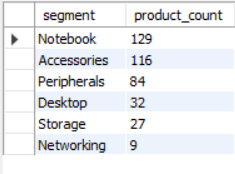 segment product_count
Notebook 129
Accessories 116
Peripherals 84
Desktop 32
Storage 27
Networking 9